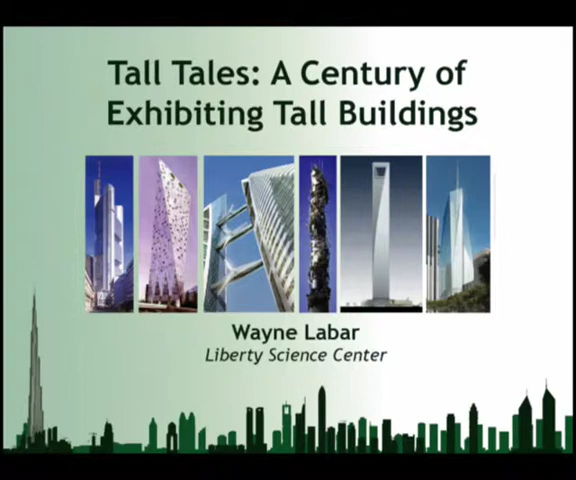 Tall Tales: A Century of
Exhibiting Tall Buildings
Wayne Labar
Liberty Science Center